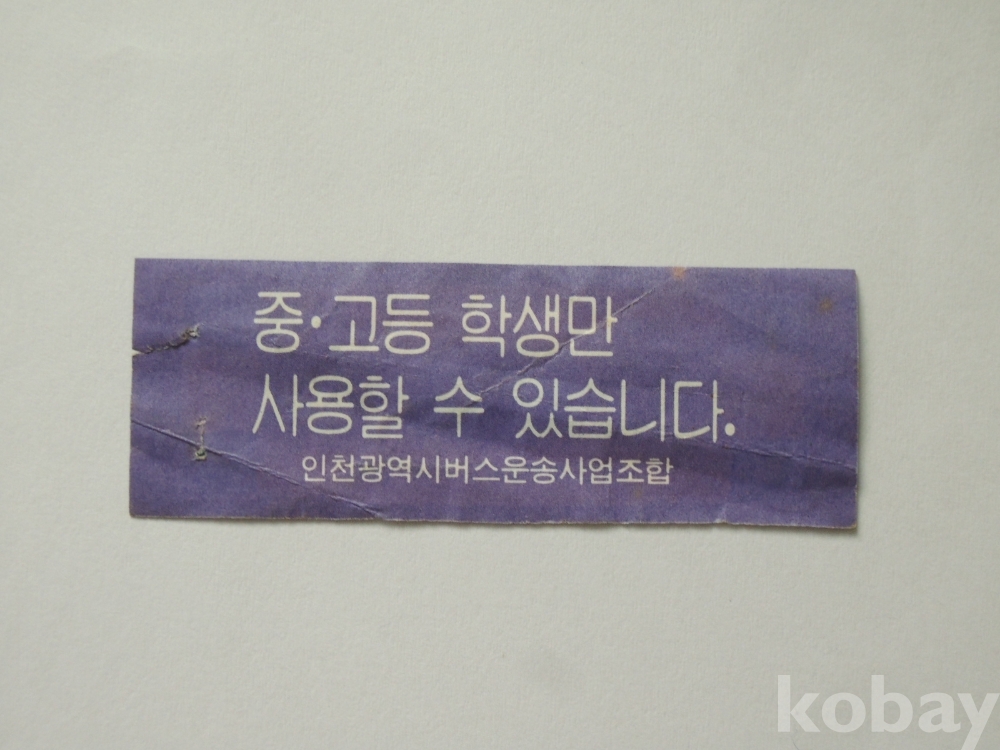 중·고등 학생만
사용할 수 있습니다.
인천광역시버스운송사업조합
kobay